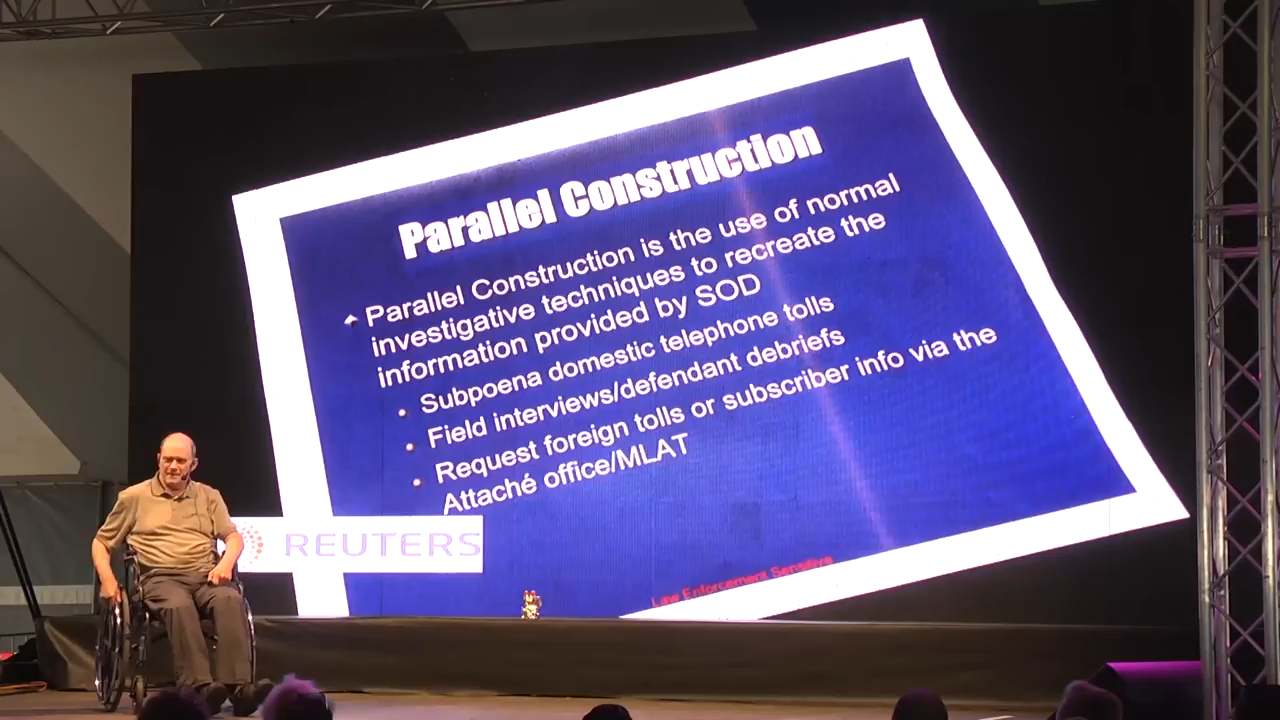 Parallel Construction
Parallel Construction is the use of normal
investigative techniques to recreate the
information provided by SOD
Subpoena domestic telephone tolls
Field interviews/defendant debriefs
Request foreign tolls or subscriber info via the
Attaché office/MLAT
REUTERS
Law Enforcement Sensitive